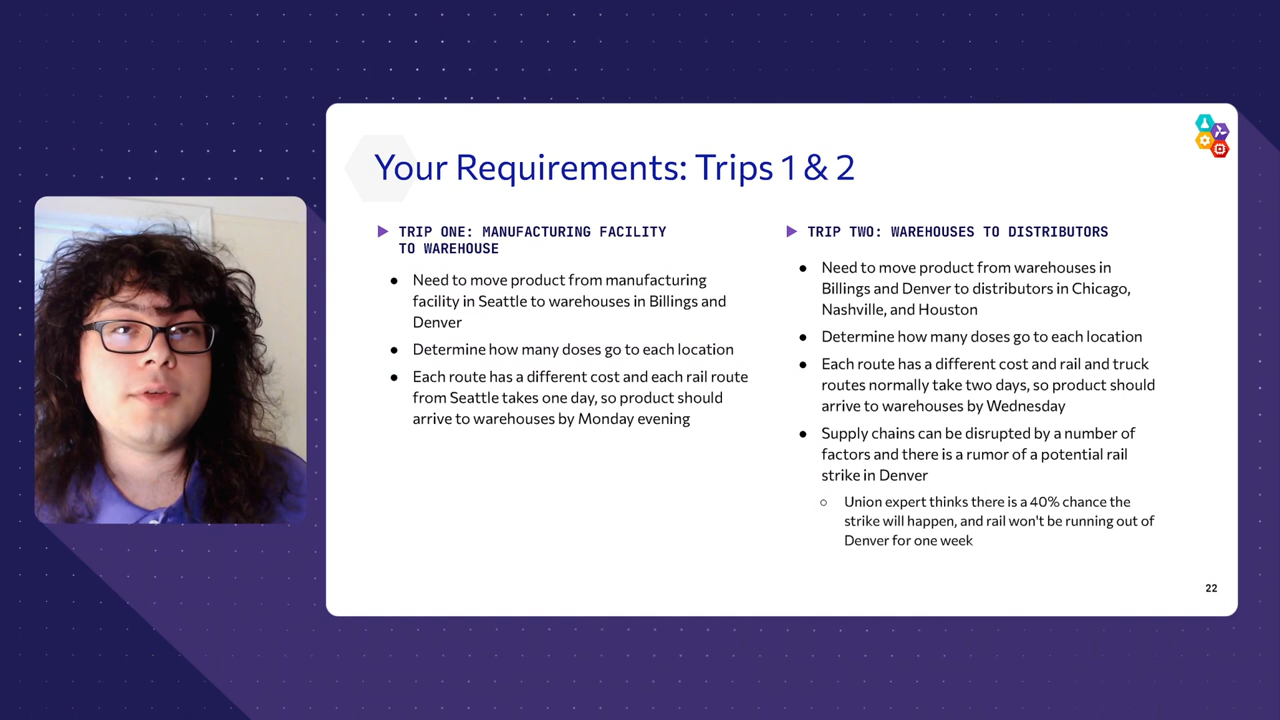 Your Requirements: Trips 1 & 2
TRIP ONE: MANUFACTURING FACILITY
TO WAREHOUSE
● Need to move product from manufacturing
facility in Seattle to warehouses in Billings and
Denver
● Determine how many doses go to each location
● Each route has a different cost and each rail route
from Seattle takes one day, so product should
arrive to warehouses by Monday evening
TRIP TWO: WAREHOUSES TO DISTRIBUTORS
● Need to move product from warehouses in
Billings and Denver to distributors in Chicago,
Nashville, and Houston
● Determine how many doses go to each location
● Each route has a different cost and rail and truck
routes normally take two days, so product should
arrive to warehouses by Wednesday
● Supply chains can be disrupted by a number of
factors and there is a rumor of a potential rail
strike in Denver
○ Union expert thinks there is a 40% chance the
strike will happen, and rail won't be running out of
Denver for one week
22